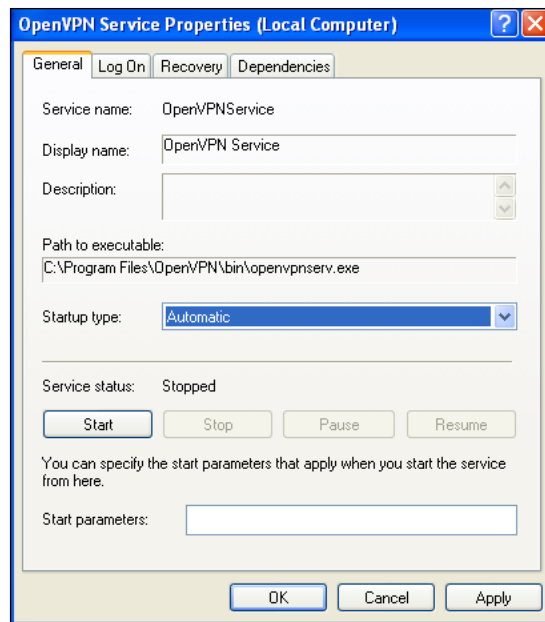 OpenVPN Service Properties (Local Computer)
General Log On Recovery Dependencies
Service name: OpenVPNService
Display name: OpenVPN Service
Description:
Path to executable:
C:\Program Files\OpenVPN\bin\openvpnserv.exe
Startup type: Automatic
Service status: Stopped
Start Stop Pause Resume
You can specify the start parameters that apply when you start the service
from here.
Start parameters:
OK Cancel Apply